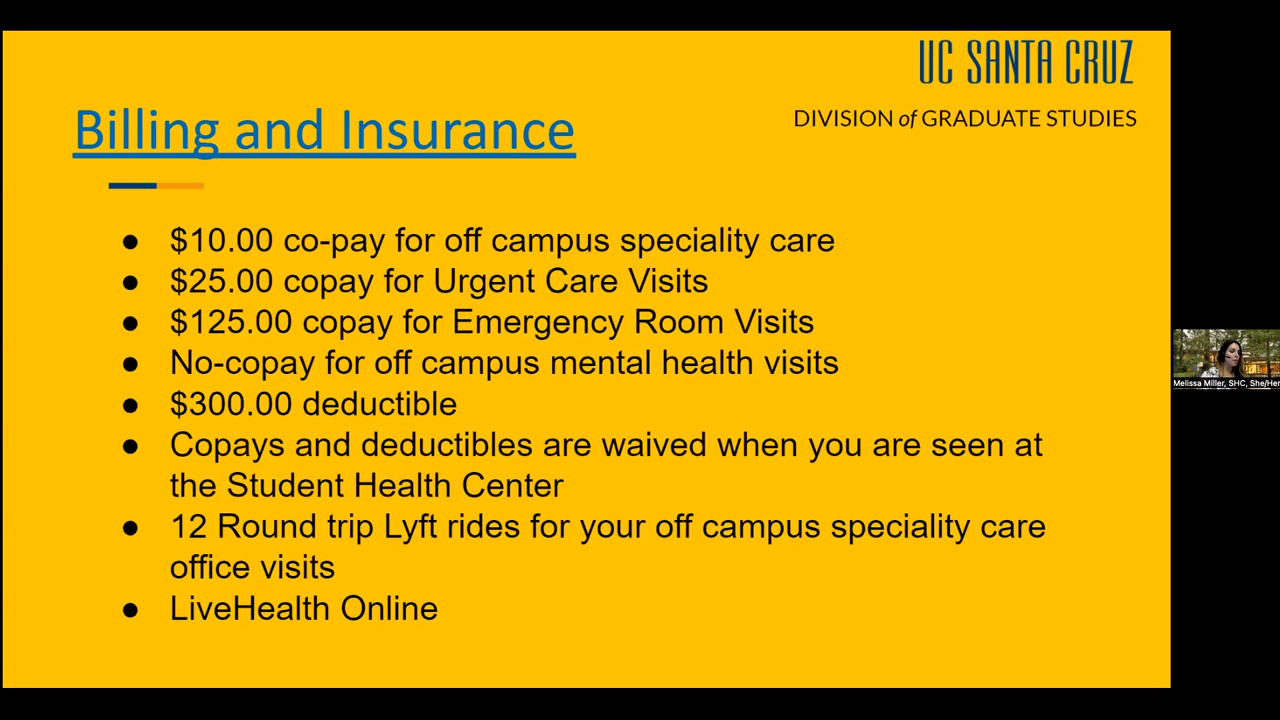 UC SANTA CRUZ
DIVISION of GRADUATE STUDIES
Billing and Insurance
● $10.00 co-pay for off campus speciality care
● $25.00 copay for Urgent Care Visits
● $125.00 copay for Emergency Room Visits
● No-copay for off campus mental health visits
● $300.00 deductible
● Copays and deductibles are waived when you are seen at
the Student Health Center
● 12 Round trip Lyft rides for your off campus speciality care
office visits
● LiveHealth Online
Melissa Miller, SHC, She/Her